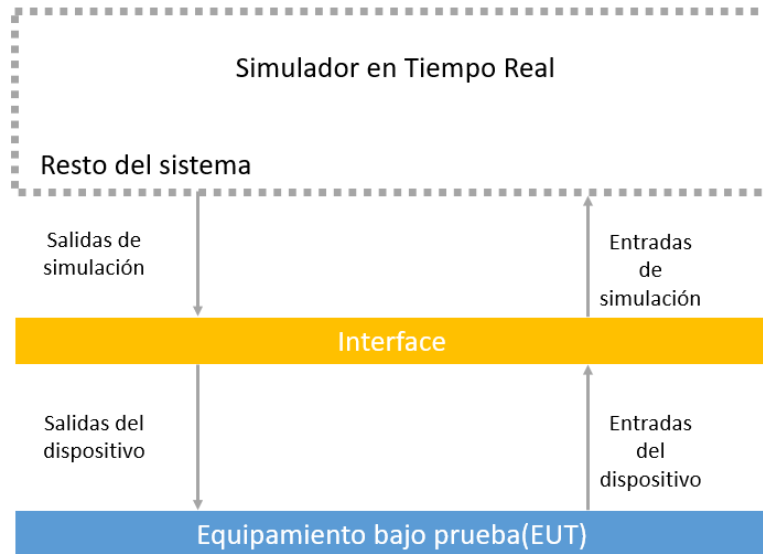 Simulador en Tiempo Real
Resto del sistema
Salidas de
simulación
Entradas
de
simulación
Interface
Salidas del
dispositivo
Entradas
del
dispositivo
Equipamiento bajo prueba(EUT)